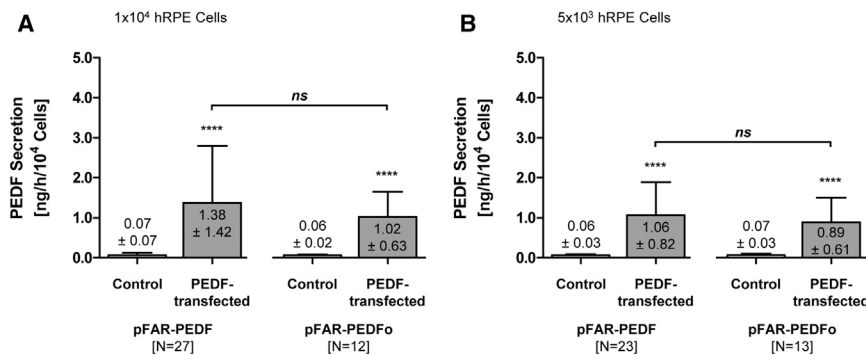 A
1x10⁴ hRPE Cells
PEDF Secretion
[ng/h/10⁴ Cells]
5.0
4.0
3.0
2.0
1.0
0.0
ns
****
****
0.07
± 0.07
1.38
± 1.42
0.06
± 0.02
1.02
± 0.63
Control
PEDF-
transfected
Control
PEDF-
transfected
pFAR-PEDF
[N=27]
pFAR-PEDFo
[N=12]
B
5x10³ hRPE Cells
PEDF Secretion
[ng/h/10⁴ Cells]
5.0
4.0
3.0
2.0
1.0
0.0
ns
****
****
0.06
± 0.03
1.06
± 0.82
0.07
± 0.03
0.89
± 0.61
Control
PEDF-
transfected
Control
PEDF-
transfected
pFAR-PEDF
[N=23]
pFAR-PEDFo
[N=13]